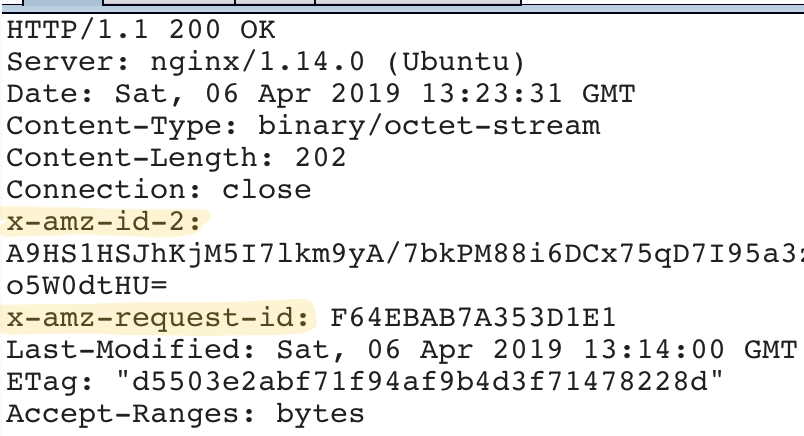 HTTP/1.1 200 OK
Server: nginx/1.14.0 (Ubuntu)
Date: Sat, 06 Apr 2019 13:23:31 GMT
Content-Type: binary/octet-stream
Content-Length: 202
Connection: close
x-amz-id-2:
A9HS1HSJhKjM5I7lkm9yA/7bkPM88i6DCx75qD7I95a3z
o5W0dtHU=
x-amz-request-id: F64EBAB7A353D1E1
Last-Modified: Sat, 06 Apr 2019 13:14:00 GMT
ETag: "d5503e2abf71f94af9b4d3f71478228d"
Accept-Ranges: bytes